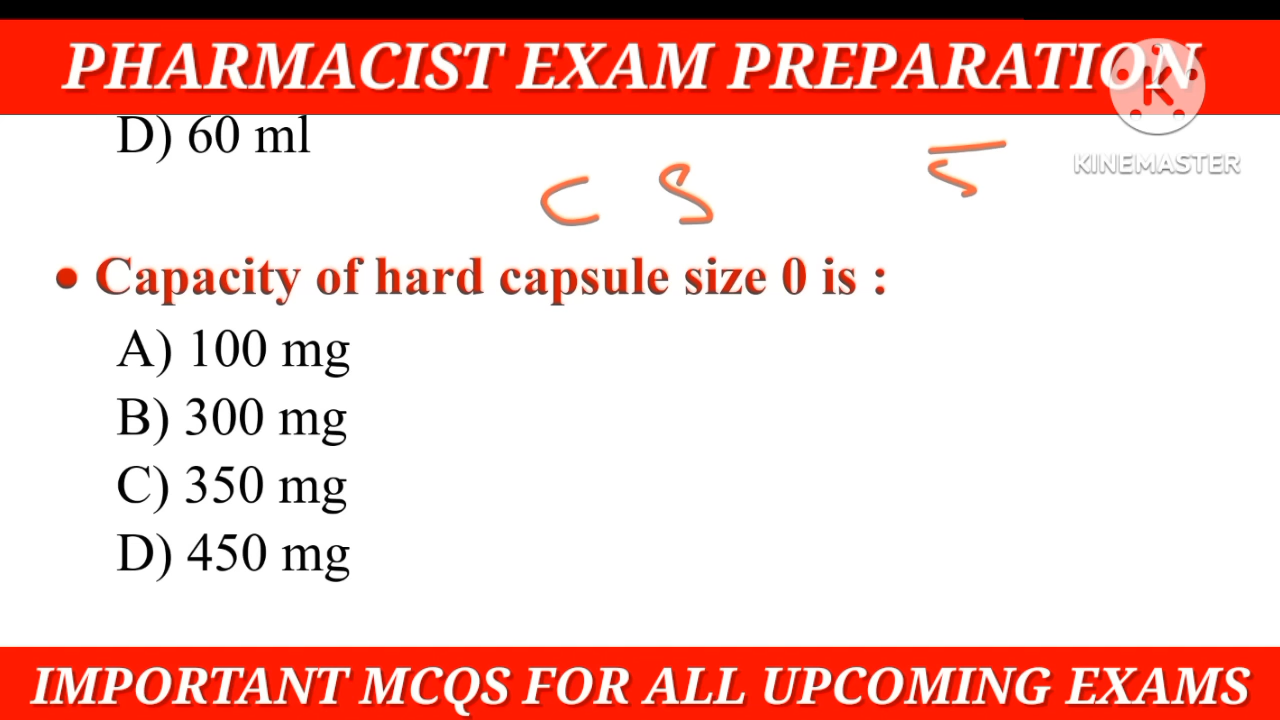 PHARMACIST EXAM PREPARATION
K
KINEMASTER
D) 60 ml
C S 5
• Capacity of hard capsule size 0 is :
A) 100 mg
B) 300 mg
C) 350 mg
D) 450 mg
IMPORTANT MCQS FOR ALL UPCOMING EXAMS